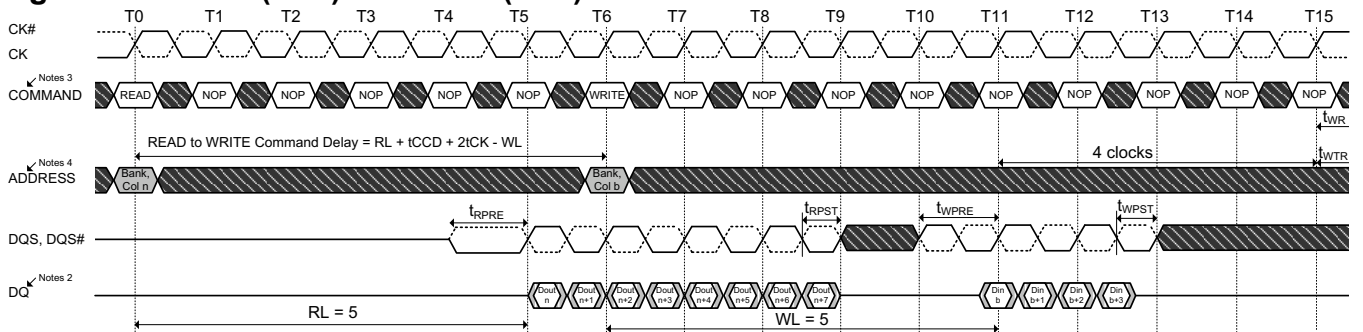 T0 T1 T2 T3 T4 T5 T6 T7 T8 T9 T10 T11 T12 T13 T14 T15
CK#
CK
Notes 3
COMMAND READ NOP NOP NOP NOP NOP WRITE NOP NOP NOP NOP NOP NOP NOP NOP NOP
tWR
READ to WRITE Command Delay = RL + tCCD + 2tCK - WL
4 clocks tWTR
Notes 4
ADDRESS Bank, Col n Bank, Col b
tRPRE tRPST tWPRE tWPST
DQS, DQS#
Notes 2
DQ Dout n Dout n+1 Dout n+2 Dout n+3 Dout n+4 Dout n+5 Dout n+6 Dout n+7 Din b Din b+1 Din b+2 Din b+3
RL = 5 WL = 5